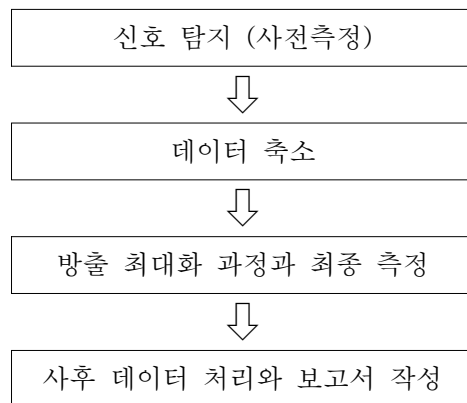 신호 탐지 (사전측정)
데이터 축소
방출 최대화 과정과 최종 측정
사후 데이터 처리와 보고서 작성